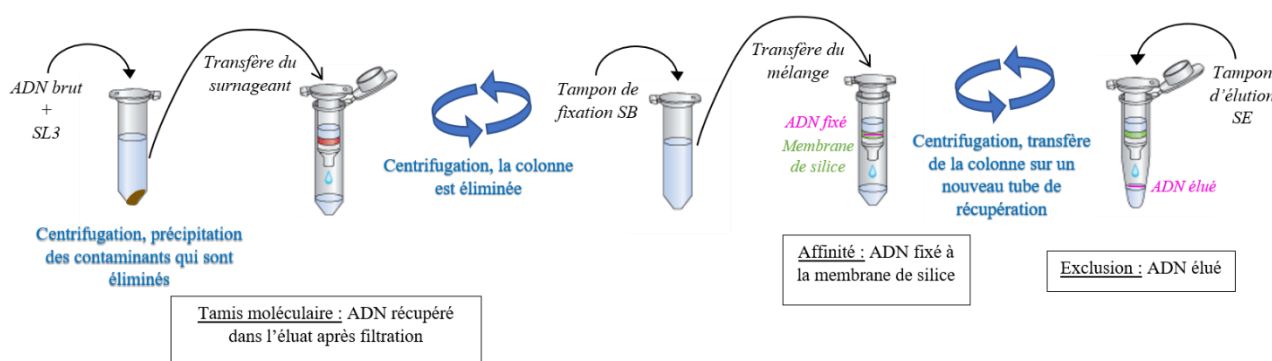 ADN brut
+
SL3
Centrifugation, précipitation
des contaminants qui sont
éliminés
Transfère du
surnageant
Tamis moléculaire : ADN récupéré
dans l'éluat après filtration
Centrifugation, la colonne
est éliminée
Tampon de
fixation SB
Transfère du
mélange
ADN fixé
Membrane
de silice
Affinité : ADN fixé à
la membrane de silice
Centrifugation, transfère
de la colonne sur un
nouveau tube de
récupération
Tampon
d'élution
SE
ADN élué
Exclusion : ADN élué